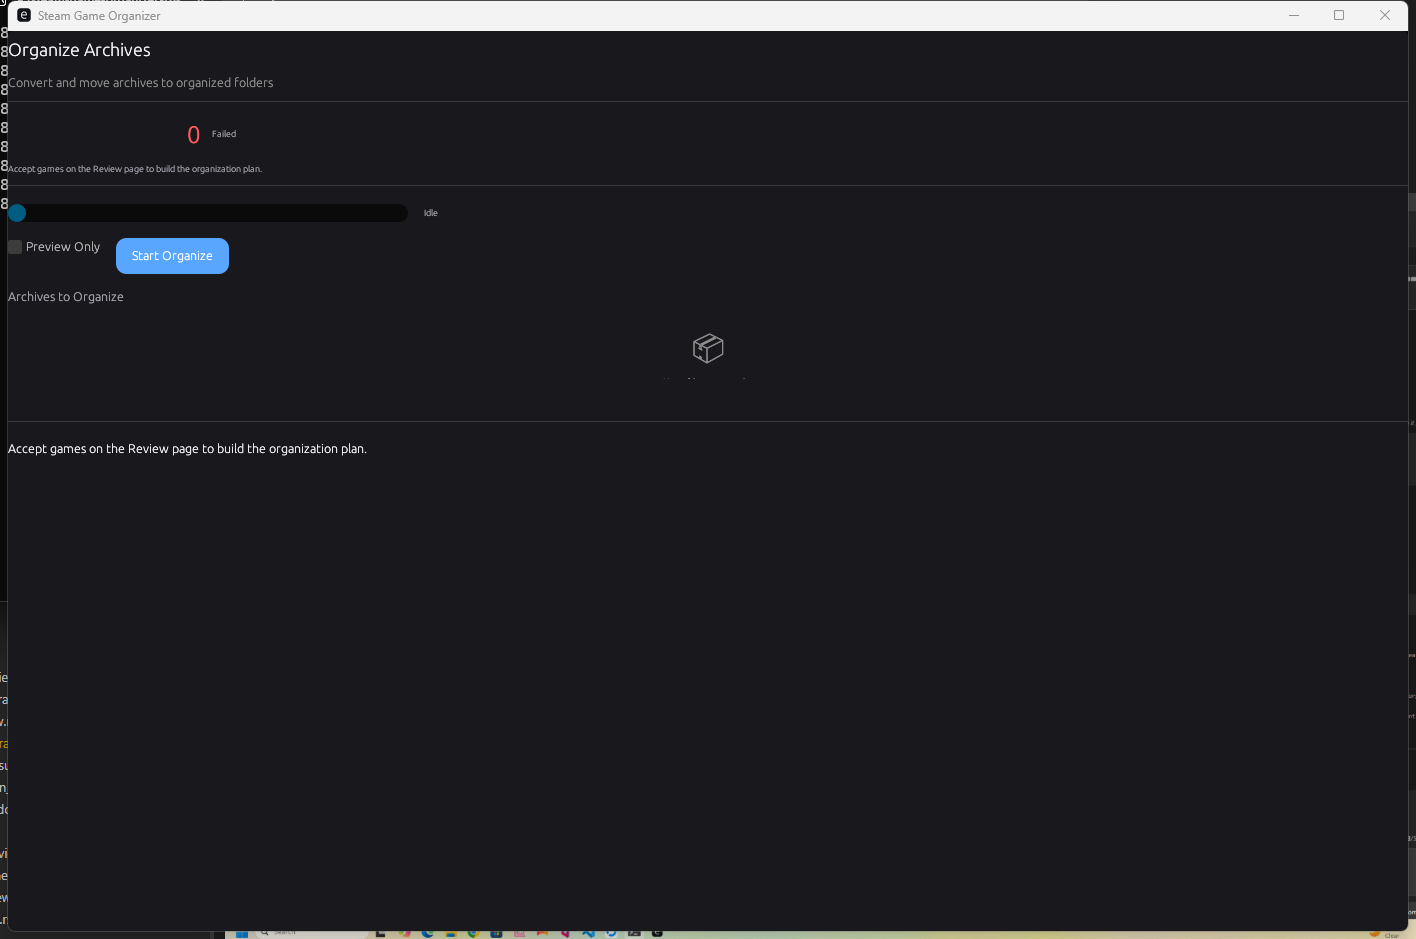 Steam Game Organizer
Organize Archives
Convert and move archives to organized folders
0 Failed
Accept games on the Review page to build the organization plan.
Idle
Preview Only
Start Organize
Archives to Organize
Accept games on the Review page to build the organization plan.
Search
Clear